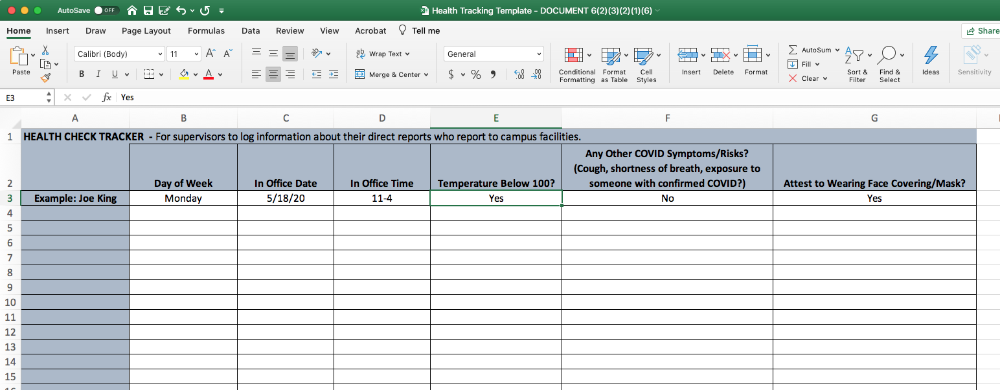 AutoSave OFF Health Tracking Template - DOCUMENT 6(2)(3)(2)(1)(6)
Home Insert Draw Page Layout Formulas Data Review View Acrobat Tell me Share
Paste
Calibri (Body) 11
B I U A
Wrap Text
Merge & Center
General
$ % 
Conditional Formatting
Format as Table
Cell Styles
Insert Delete Format
AutoSum
Fill
Clear
Sort & Filter
Find & Select
Ideas
Sensitivity
E3 fx Yes
A B C D E F G
1 HEALTH CHECK TRACKER - For supervisors to log information about their direct reports who report to campus facilities.
Any Other COVID Symptoms/Risks?
(Cough, shortness of breath, exposure to
2 Day of Week In Office Date In Office Time Temperature Below 100? someone with confirmed COVID?) Attest to Wearing Face Covering/Mask?
3 Example: Joe King Monday 5/18/20 11-4 Yes No Yes
4
5
6
7
8
9
10
11
12
13
14
15